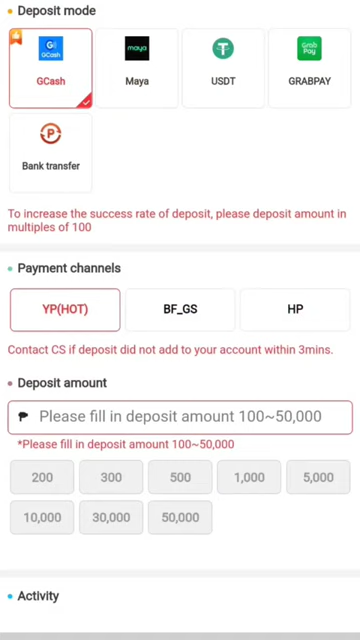 Deposit mode
GCash
GCash
maya
Maya
USDT
Grab
Pay
GRABPAY
Bank transfer
To increase the success rate of deposit, please deposit amount in
multiples of 100
Payment channels
YP(HOT)
BF_GS
HP
Contact CS if deposit did not add to your account within 3mins.
Deposit amount
Please fill in deposit amount 100~50,000
*Please fill in deposit amount 100~50,000
200
300
500
1,000
5,000
10,000
30,000
50,000
Activity